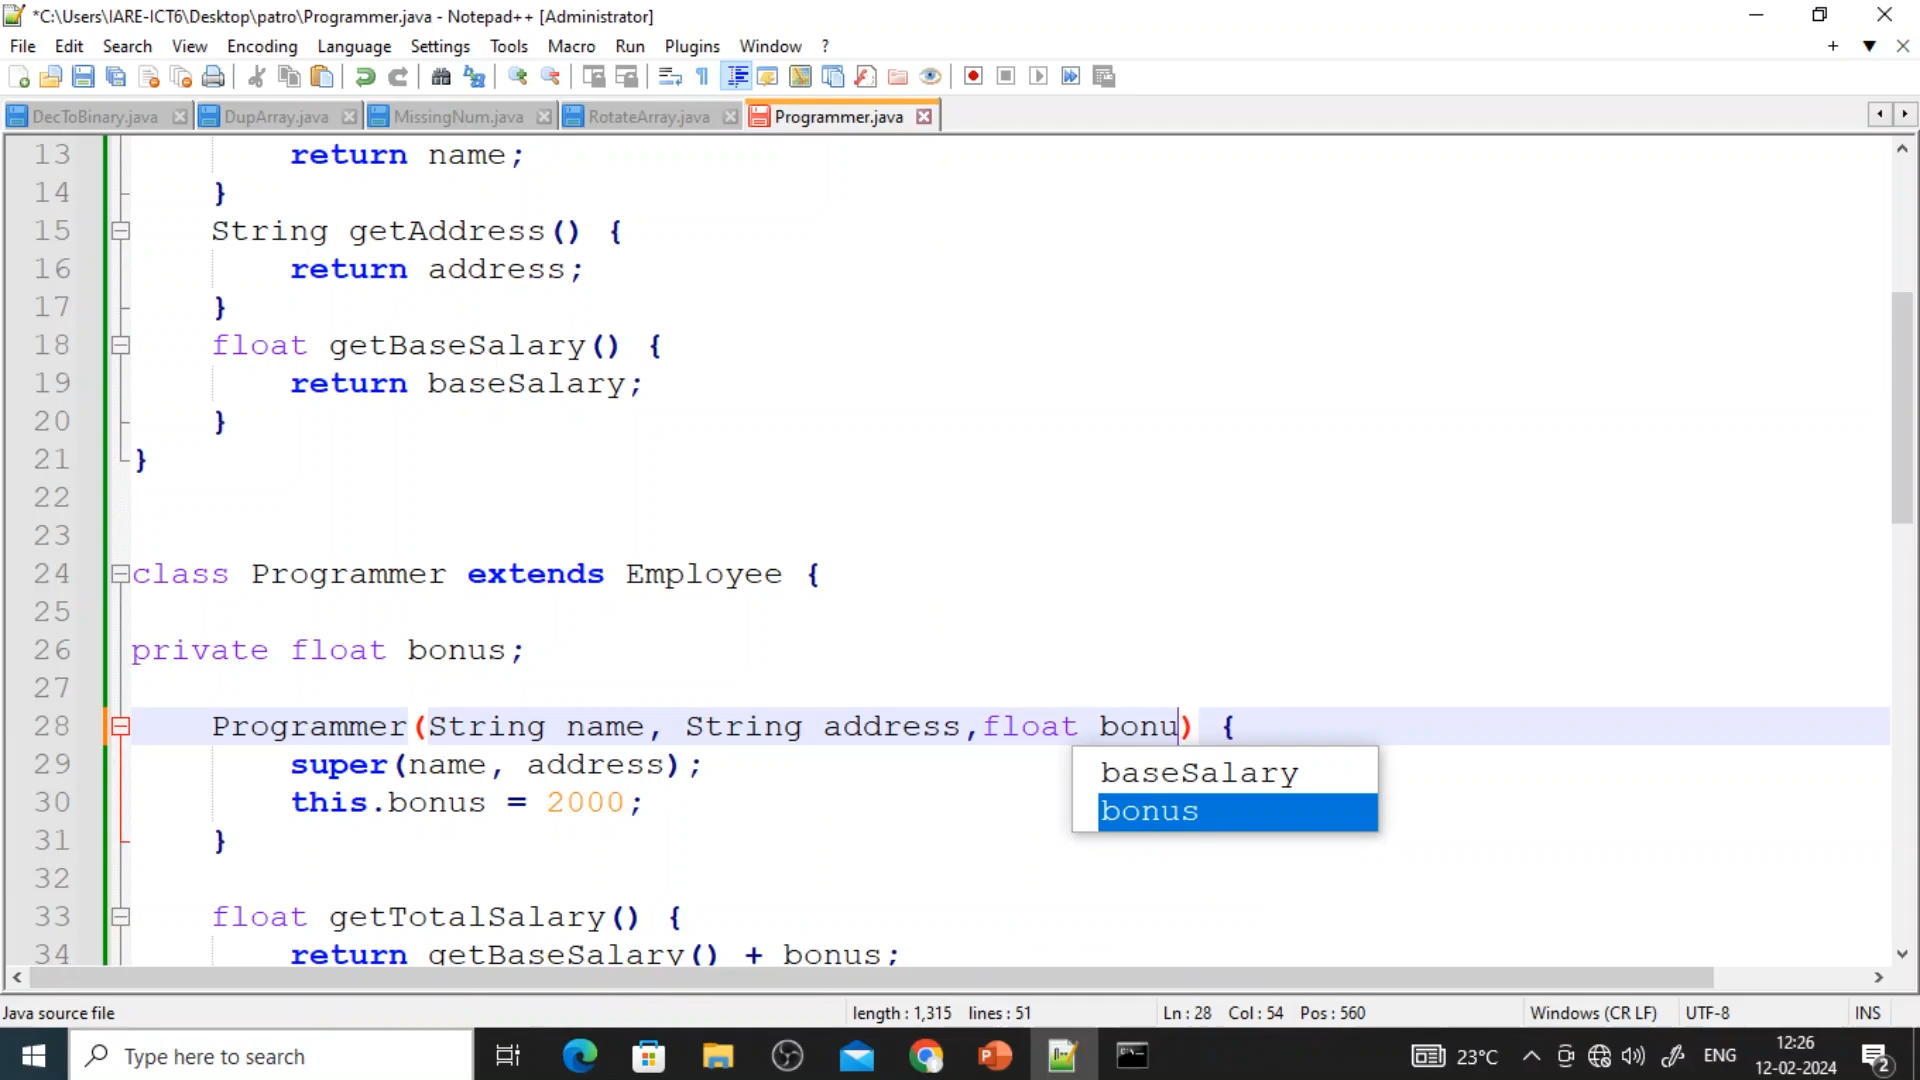 *C:\Users\IARE-ICT6\Desktop\patro\Programmer.java - Notepad++ [Administrator]
File Edit Search View Encoding Language Settings Tools Macro Run Plugins Window ?
DecToBinary.java DupArray.java MissingNum.java RotateArray.java Programmer.java
13 return name;
14 }
15 String getAddress() {
16 return address;
17 }
18 float getBaseSalary() {
19 return baseSalary;
20 }
21 }
22
23
24 class Programmer extends Employee {
25
26 private float bonus;
27
28 Programmer(String name, String address,float bonu) {
29 super(name, address);
baseSalary
30 this.bonus = 2000;
bonus
31 }
32
33 float getTotalSalary() {
34 return getBaseSalary() + bonus;
Java source file length : 1,315 lines : 51 Ln : 28 Col : 54 Pos : 560 Windows (CR LF) UTF-8 INS
Type here to search 23°C ENG 12:26
12-02-2024 2